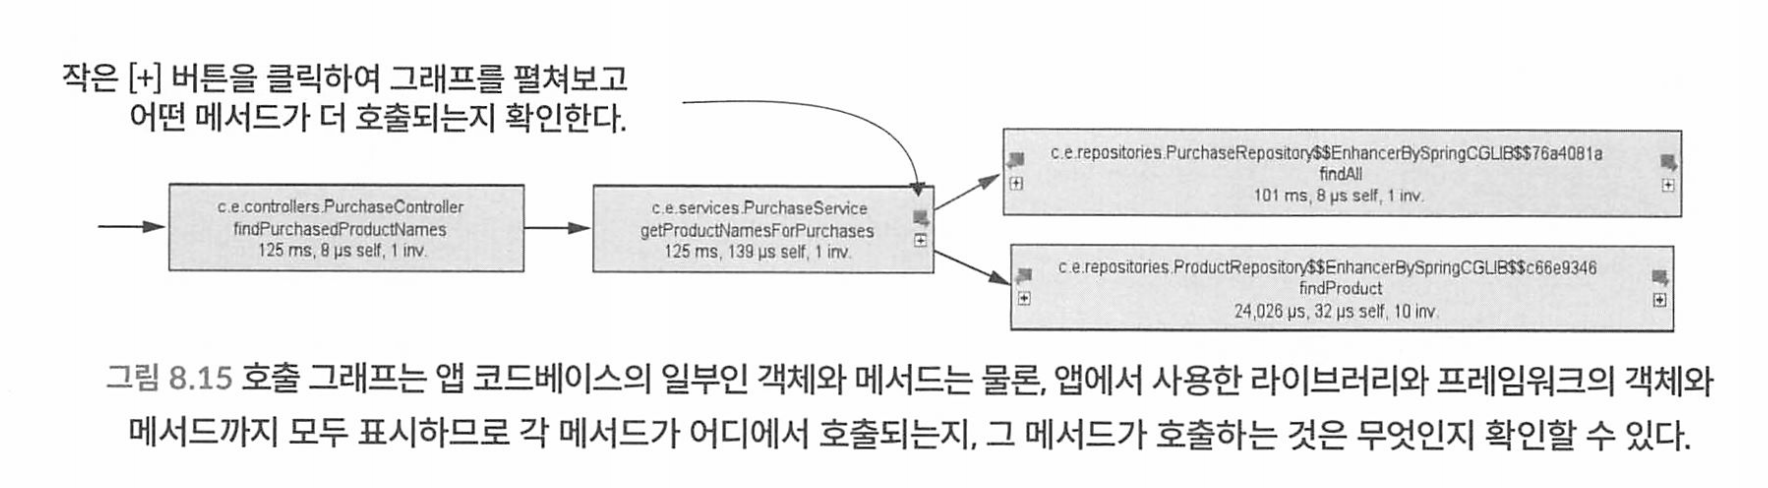 작은 [+] 버튼을 클릭하여 그래프를 펼쳐보고
어떤 메서드가 더 호출되는지 확인한다.
c.e.controllers.PurchaseController
findPurchasedProductNames
125 ms, 8 µs self, 1 inv.
c.e.services.PurchaseService
getProductNamesForPurchases
125 ms, 139 µs self, 1 inv.
c.e.repositories.PurchaseRepository$$EnhancerBySpringCGLIB$$76a4081a
findAll
101 ms, 8 µs self, 1 inv.
c.e.repositories.ProductRepository$$EnhancerBySpringCGLIB$$c66e9346
findProduct
24,026 µs, 32 µs self, 10 inv.
그림 8.15 호출 그래프는 앱 코드베이스의 일부인 객체와 메서드는 물론, 앱에서 사용한 라이브러리와 프레임워크의 객체와
메서드까지 모두 표시하므로 각 메서드가 어디에서 호출되는지, 그 메서드가 호출하는 것은 무엇인지 확인할 수 있다.